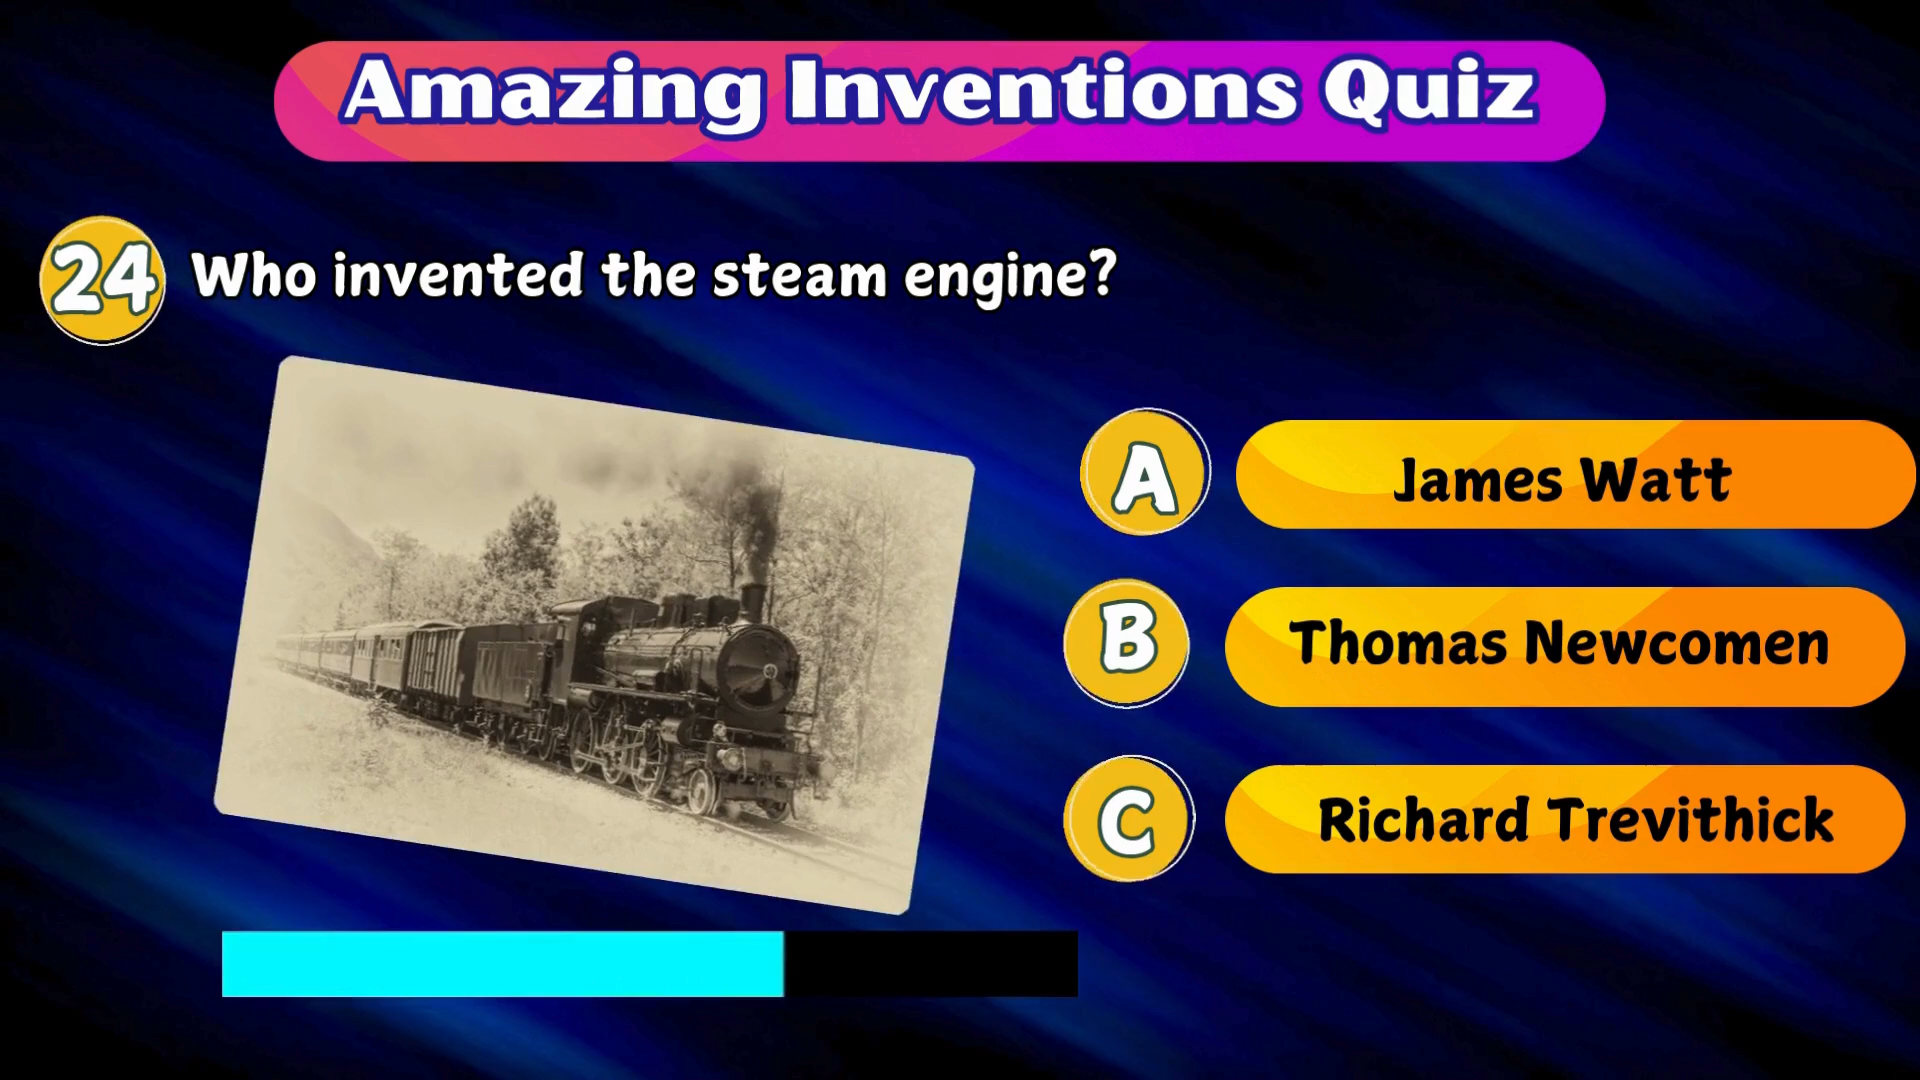 Amazing Inventions Quiz
24 Who invented the steam engine?
A James Watt
B Thomas Newcomen
C Richard Trevithick